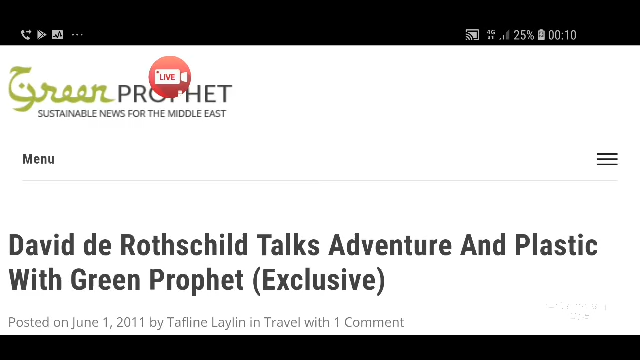 4G 25% 00:10
LIVE
Green PROPHET
SUSTAINABLE NEWS FOR THE MIDDLE EAST
Menu
David de Rothschild Talks Adventure And Plastic
With Green Prophet (Exclusive)
Posted on June 1, 2011 by Tafline Laylin in Travel with 1 Comment